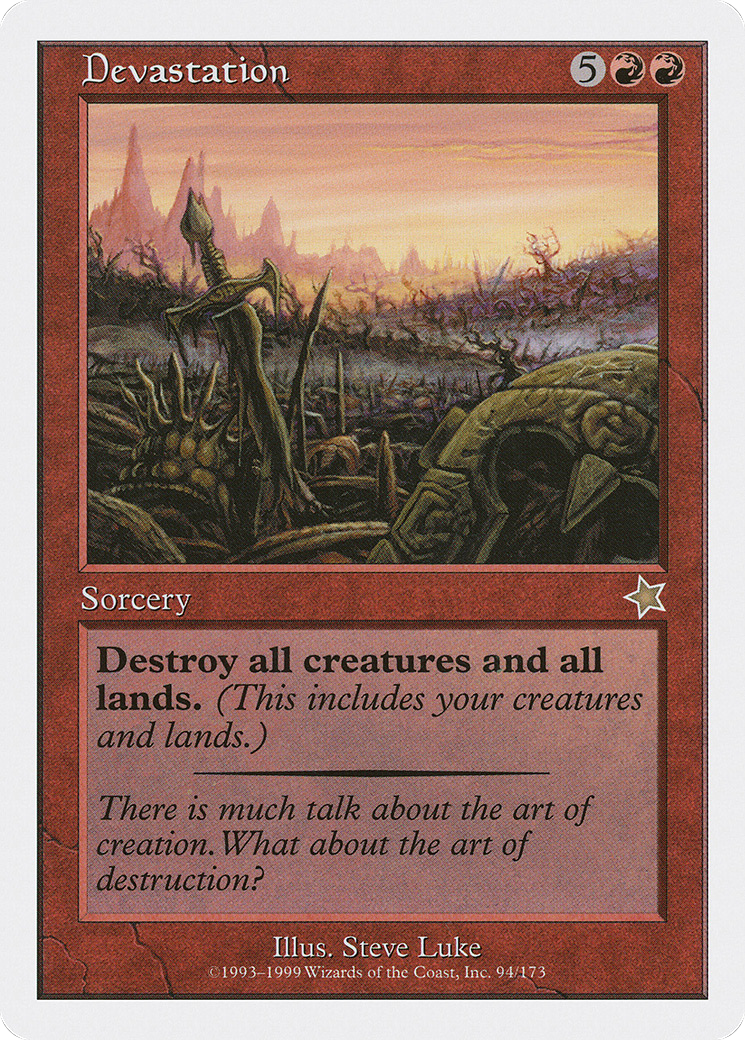 Devastation 5
Sorcery
Destroy all creatures and all
lands. (This includes your creatures
and lands.)
There is much talk about the art of
creation. What about the art of
destruction?
Illus. Steve Luke
©1993–1999 Wizards of the Coast, Inc. 94/173